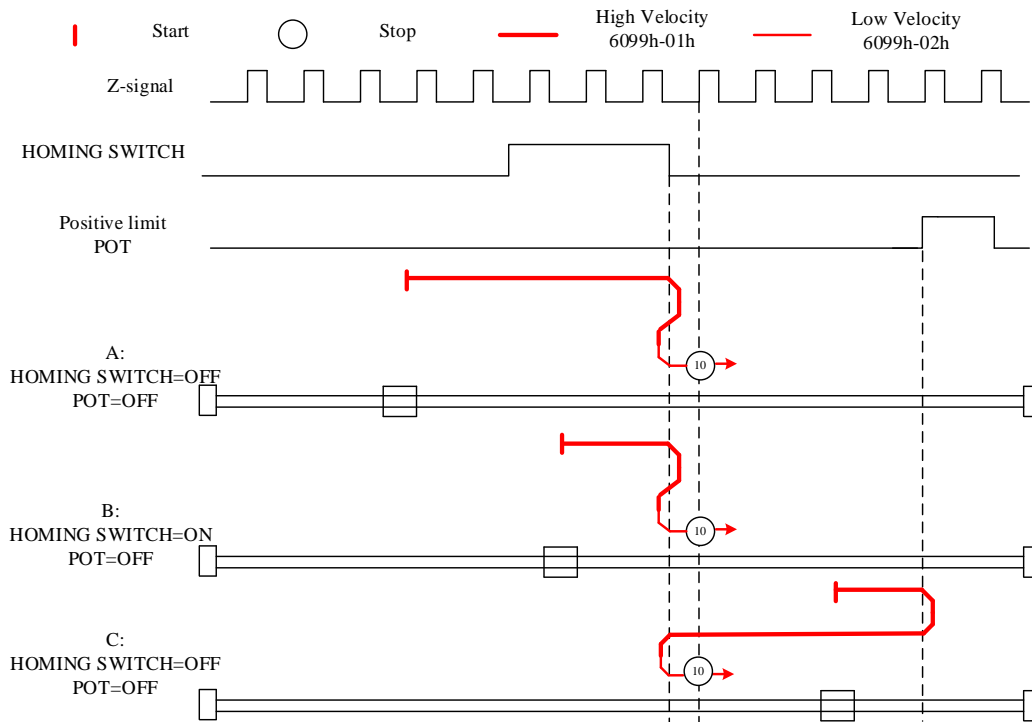 Start
Stop
High Velocity
6099h-01h
Low Velocity
6099h-02h
Z-signal
HOMING SWITCH
Positive limit
POT
10
A:
HOMING SWITCH=OFF
POT=OFF
10
B:
HOMING SWITCH=ON
POT=OFF
10
C:
HOMING SWITCH=OFF
POT=OFF